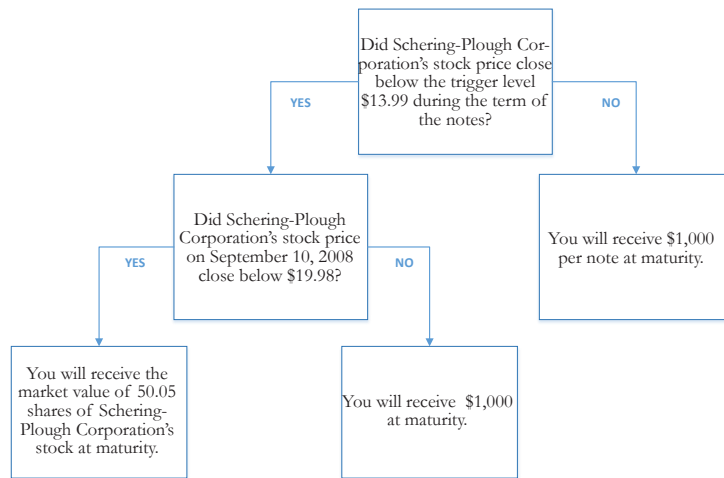 Did Schering-Plough Cor-
poration's stock price close
below the trigger level
$13.99 during the term of
the notes?
YES
NO
Did Schering-Plough
Corporation's stock price
on September 10, 2008
close below $19.98?
You will receive $1,000
per note at maturity.
YES
NO
You will receive the
market value of 50.05
shares of Schering-
Plough Corporation's
stock at maturity.
You will receive $1,000
at maturity.